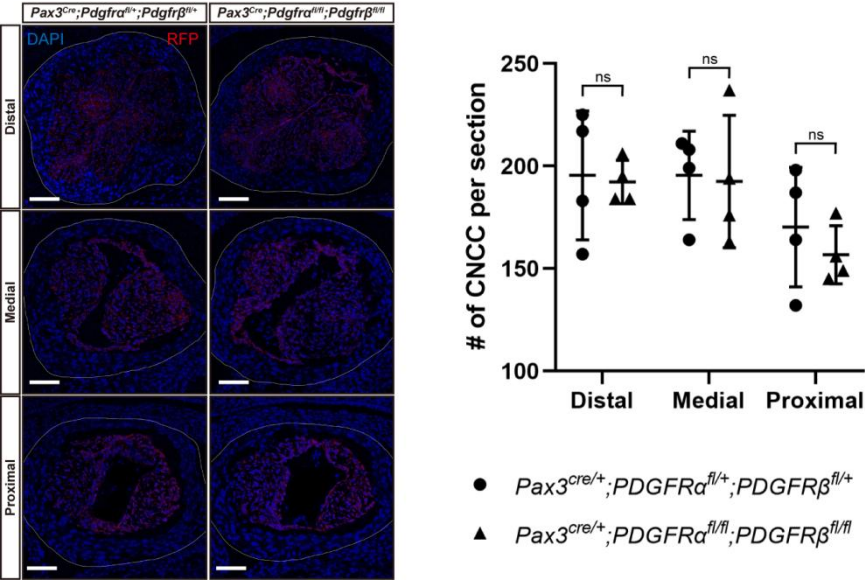 Pax3Cre;Pdgfrαfl/+;Pdgfrβfl/+ Pax3Cre;Pdgfrαfl/fl;Pdgfrβfl/fl
DAPI RFP
Distal
Medial
Proximal
250
200
150
100
# of CNCC per section
ns ns ns
Distal Medial Proximal
Pax3cre/+;PDGFRαfl/+;PDGFRβfl/+
Pax3cre/+;PDGFRαfl/fl;PDGFRβfl/fl